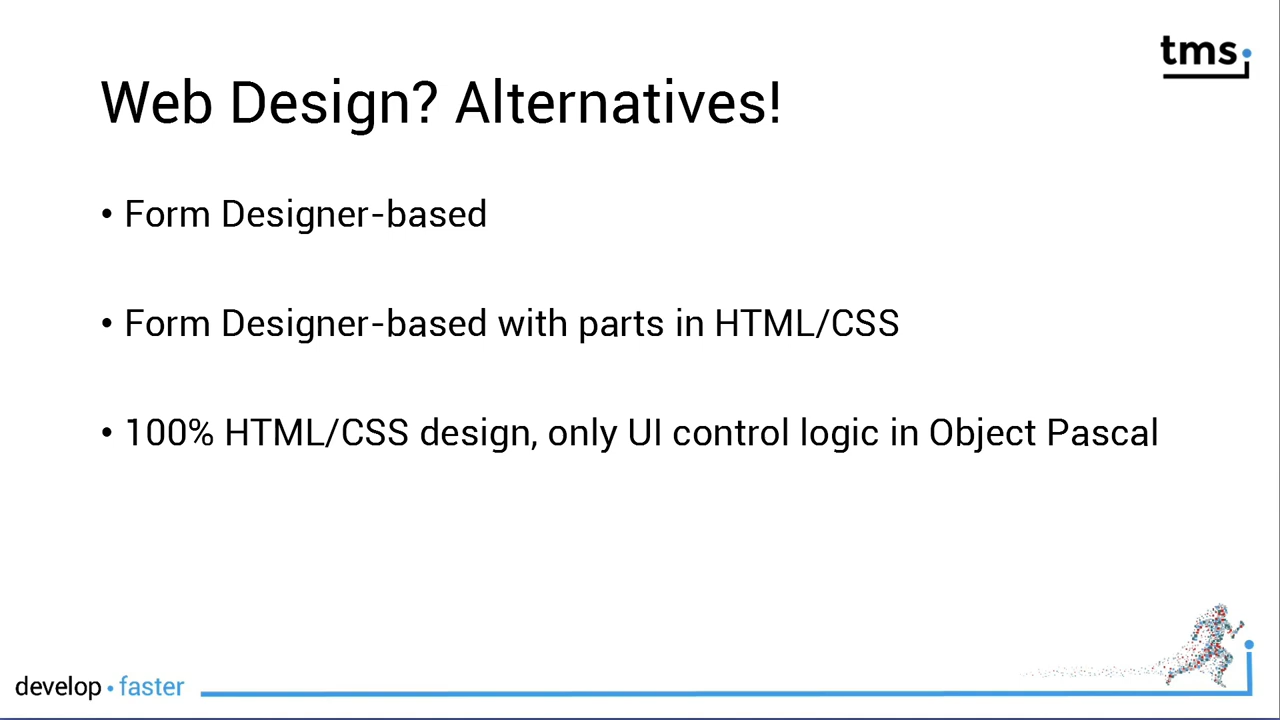 tms
Web Design? Alternatives!
• Form Designer-based
• Form Designer-based with parts in HTML/CSS
• 100% HTML/CSS design, only UI control logic in Object Pascal
develop • faster